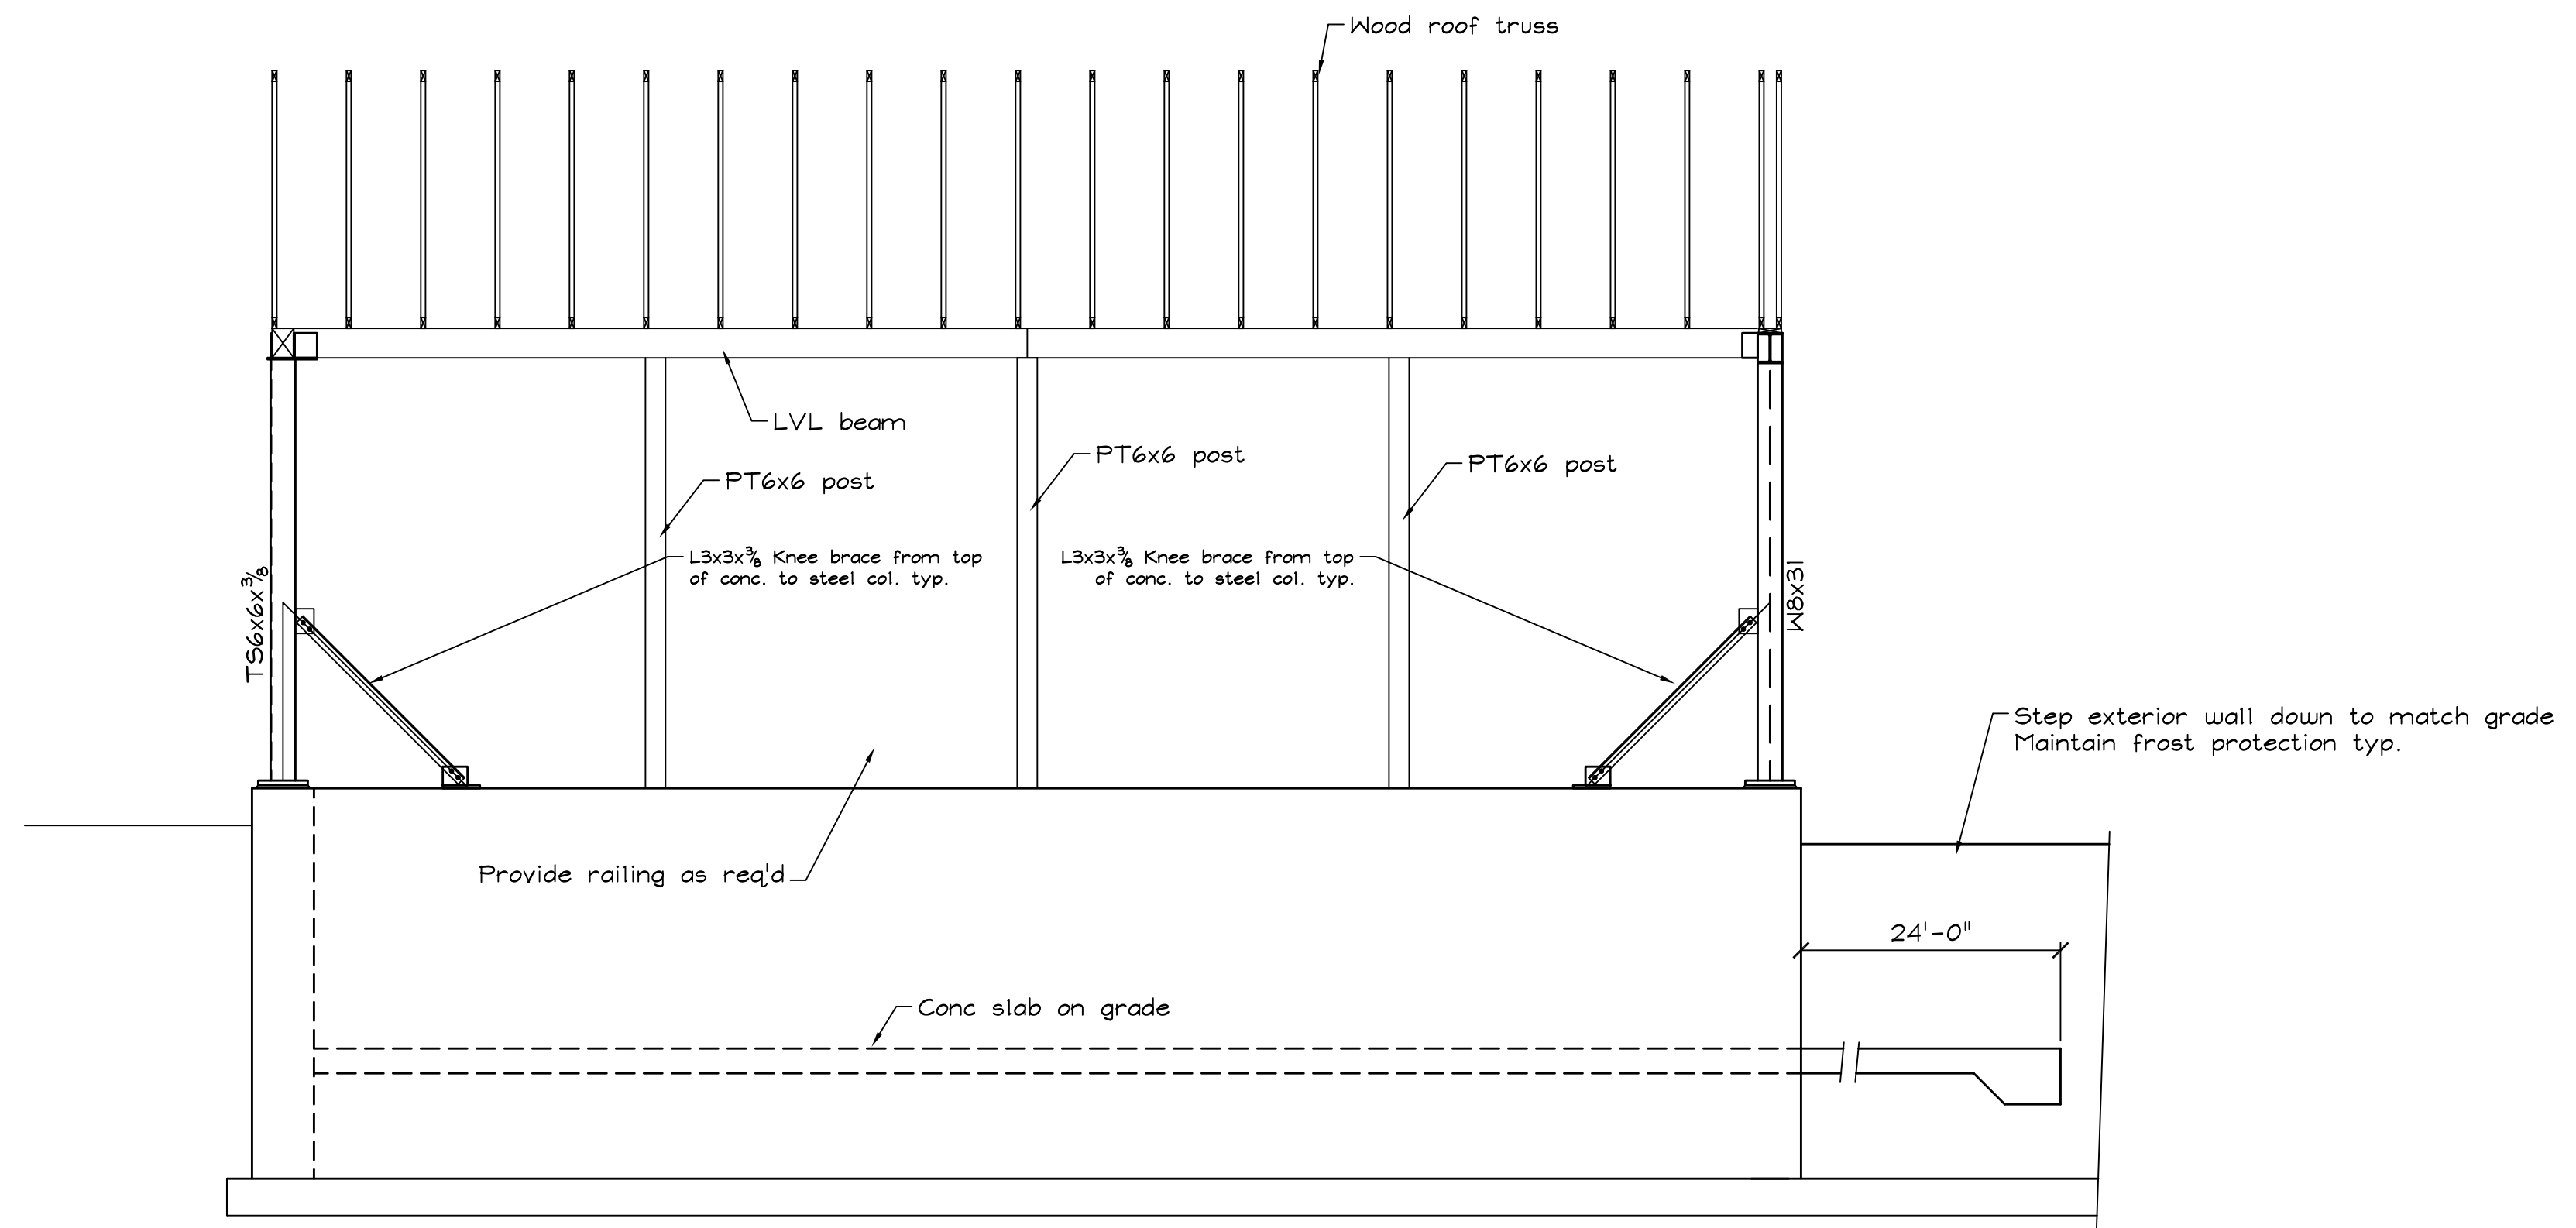 Wood roof truss
LVL beam
PT6x6 post
PT6x6 post
PT6x6 post
L3x3x⅜ Knee brace from top
of conc. to steel col. typ.
L3x3x⅜ Knee brace from top
of conc. to steel col. typ.
TS6x6x⅜
W8x31
Step exterior wall down to match grade
Maintain frost protection typ.
Provide railing as req'd
24'-0"
Conc slab on grade